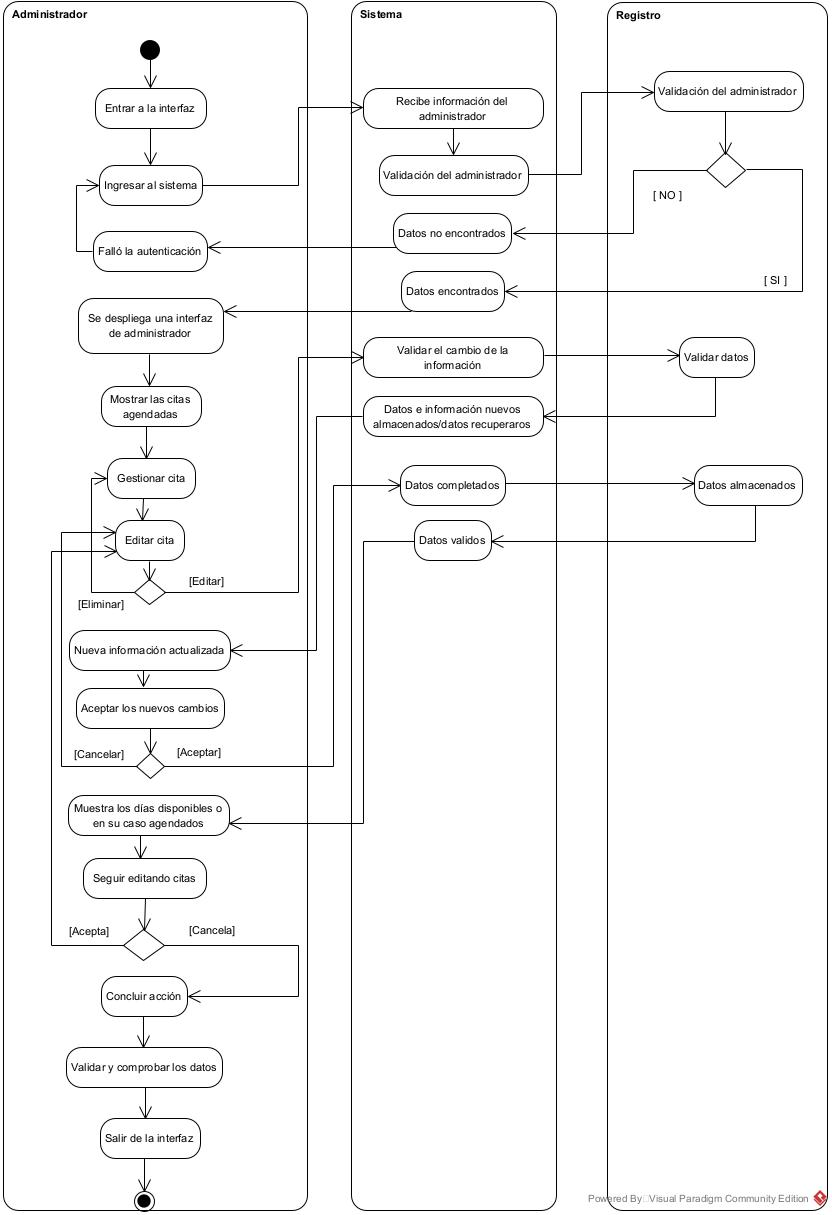 Administrador
Sistema
Registro
Entrar a la interfaz
Recibe información del
administrador
Validación del administrador
Ingresar al sistema
Validación del administrador
[ NO ]
Falló la autenticación
Datos no encontrados
[ SI ]
Datos encontrados
Se despliega una interfaz
de administrador
Validar el cambio de la
información
Validar datos
Mostrar las citas
agendadas
Datos e información nuevos
almacenados/datos recuperaros
Gestionar cita
Datos completados
Datos almacenados
Editar cita
Datos validos
[Editar]
[Eliminar]
Nueva información actualizada
Aceptar los nuevos cambios
[Cancelar]
[Aceptar]
Muestra los días disponibles o
en su caso agendados
Seguir editando citas
[Acepta]
[Cancela]
Concluir acción
Validar y comprobar los datos
Salir de la interfaz
Powered By Visual Paradigm Community Edition